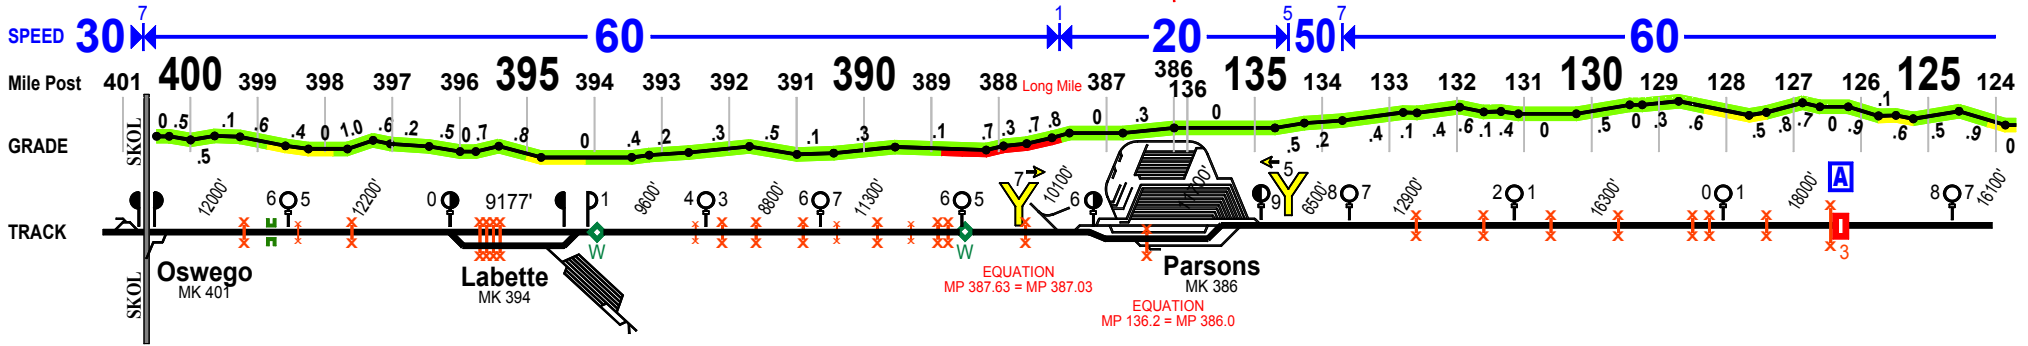 7 1 5 7
SPEED 30 60 20 50 60
Mile Post 401 400 399 398 397 396 395 394 393 392 391 390 389 388 Long Mile 387 386 136 135 134 133 132 131 130 129 128 127 126 125 124
GRADE SKOL 0 .5 .5 .1 .6 .4 0 1.0 .6 .2 .5 0 .7 .8 0 .4 .2 .3 .5 .1 .3 .1 .7 .3 .7 .8 0 .3 0 .5 .2 .4 .1 .4 .6 .1 .4 0 .5 0 .3 .6 .5 .8 .7 0 .9 .1 .6 .5 .9 0
12000' 6 5 12200' 0 9177' 1 9600' 4 3 8800' 6 7 11300' 6 5 7 Y 10100' 6 11700' 9 5 Y 6500' 8 7 12900' 2 1 16300' 0 1 18000' A 8 7 16100'
TRACK
W W I 3
SKOL
Oswego
MK 401
Labette
MK 394
EQUATION
MP 387.63 = MP 387.03
Parsons
MK 386
EQUATION
MP 136.2 = MP 386.0